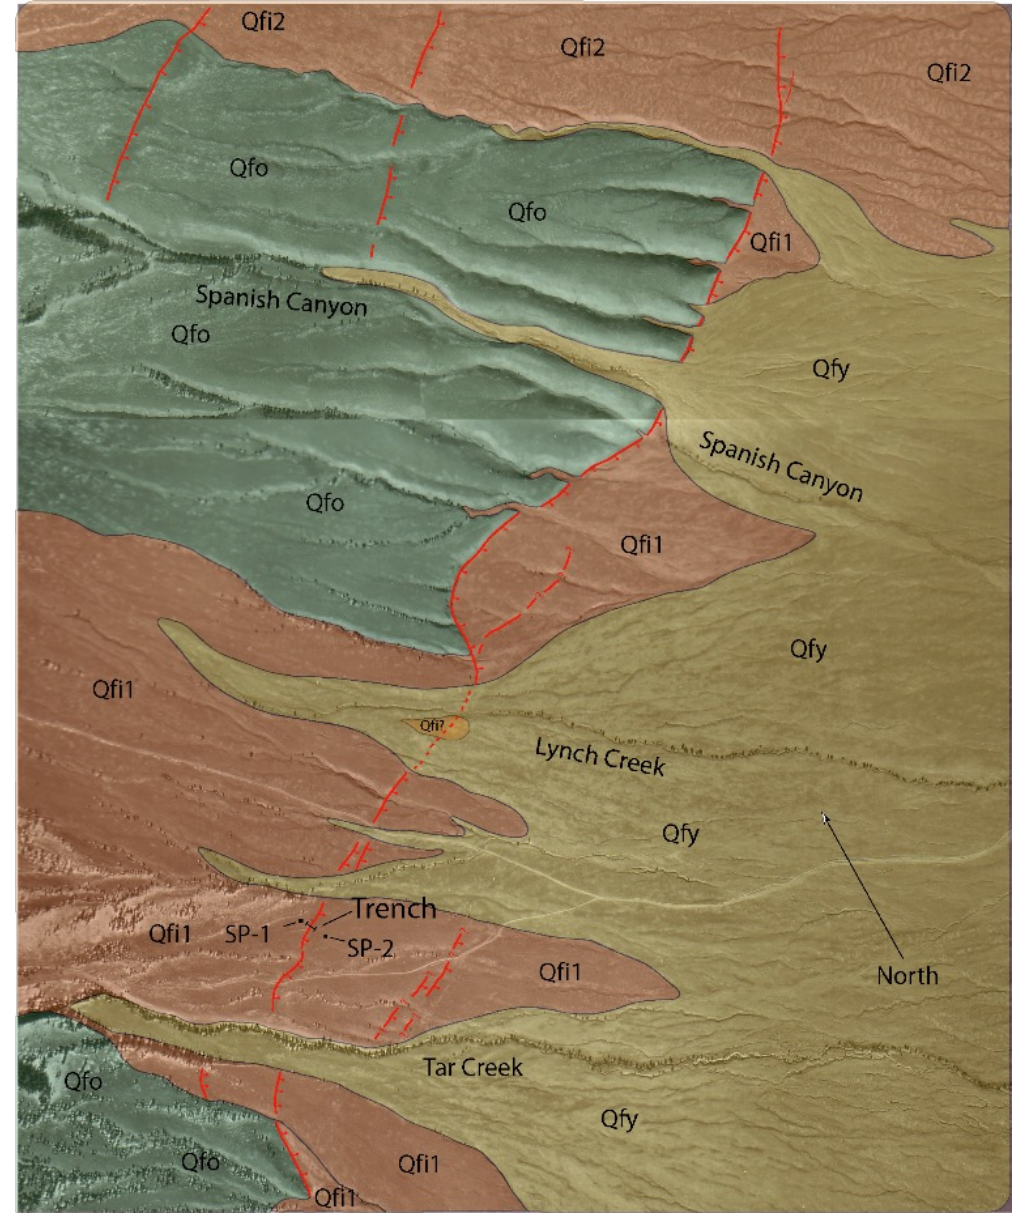 Qfi2
Qfi2
Qfi2
Qfo
Qfo
Qfi1
Spanish Canyon
Qfo
Qfy
Spanish Canyon
Qfo
Qfi1
Qfy
Qfi1
Qfi?
Lynch Creek
Qfy
Trench
Qfi1
SP-1
SP-2
Qfi1
North
Tar Creek
Qfo
Qfy
Qfo
Qfi1
Qfi1